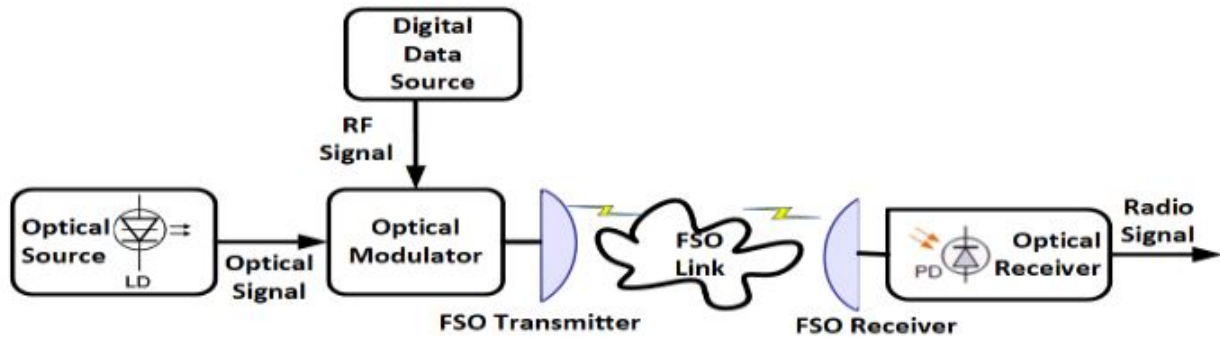 Digital
Data
Source
RF
Signal
Optical
Source
LD
Optical
Signal
Optical
Modulator
FSO Transmitter
FSO
Link
FSO Receiver
PD
Optical
Receiver
Radio
Signal